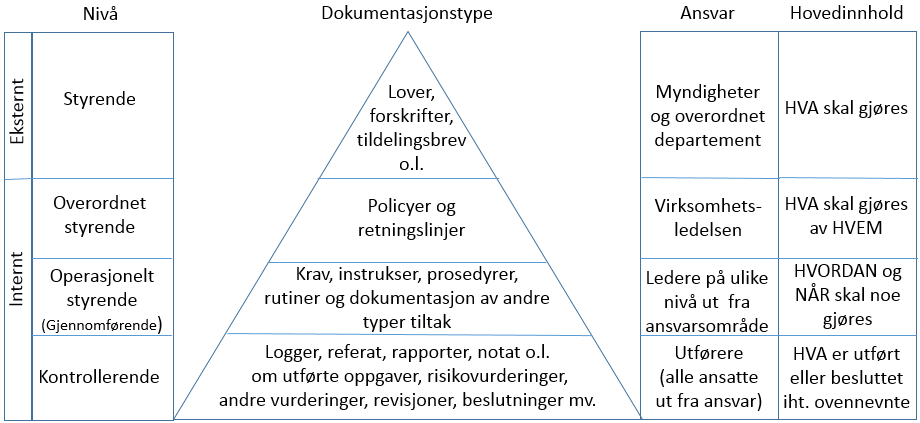 Nivå
Dokumentasjonstype
Ansvar
Hovedinnhold
Eksternt
Styrende
Lover,
forskrifter,
tildelingsbrev
o.l.
Myndigheter
og overordnet
departement
HVA skal gjøres
Internt
Overordnet
styrende
Policyer og
retningslinjer
Virksomhets-
ledelsen
HVA skal gjøres
av HVEM
Operasjonelt
styrende
(Gjennomførende)
Krav, instrukser, prosedyrer,
rutiner og dokumentasjon av andre
typer tiltak
Ledere på ulike
nivå ut fra
ansvarsområde
HVORDAN og
NÅR skal noe
gjøres
Kontrollerende
Logger, referat, rapporter, notat o.l.
om utførte oppgaver, risikovurderinger,
andre vurderinger, revisjoner, beslutninger mv.
Utførere
(alle ansatte
ut fra ansvar)
HVA er utført
eller besluttet
iht. ovennevnte